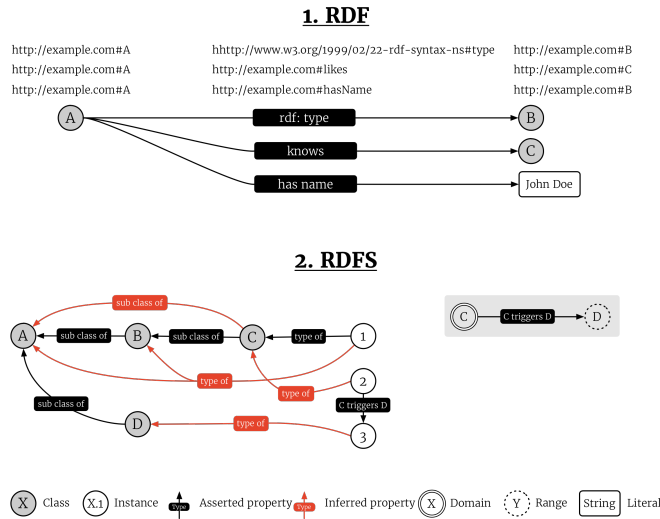 1. RDF
http://example.com#A hhttp://www.w3.org/1999/02/22-rdf-syntax-ns#type http://example.com#B
http://example.com#A http://example.com#likes http://example.com#C
http://example.com#A http://example.com#hasName http://example.com#B
A rdf: type B
knows C
has name John Doe
2. RDFS
sub class of
A sub class of B sub class of C type of 1
C C triggers D D
type of
type of 2
sub class of C triggers D
D type of 3
X Class X.1 Instance Type Asserted property Type Inferred property X Domain Y Range String Literal